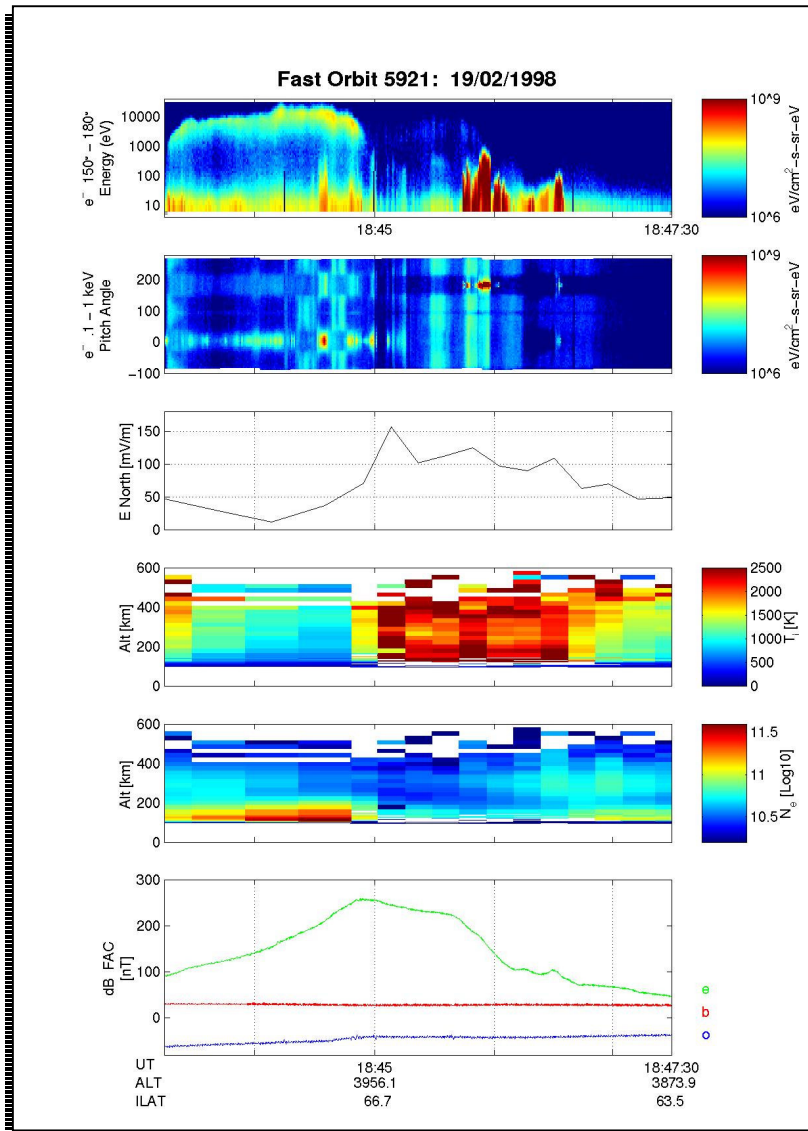 Fast Orbit 5921: 19/02/1998
e⁻ 150° − 180°
Energy (eV)
10000
1000
100
10
18:45
18:47:30
10^9
10^6
eV/cm²−s−sr−eV
e⁻ .1 − 1 keV
Pitch Angle
200
100
0
−100
10^9
10^6
eV/cm²−s−sr−eV
E North [mV/m]
150
100
50
0
Alt [km]
600
400
200
0
2500
2000
1500
1000
500
0
Tᵢ [K]
Alt [km]
600
400
200
0
11.5
11
10.5
Nₑ [Log10]
dB FAC
[nT]
300
200
100
0
e
b
o
UT 18:45 18:47:30
ALT 3956.1 3873.9
ILAT 66.7 63.5